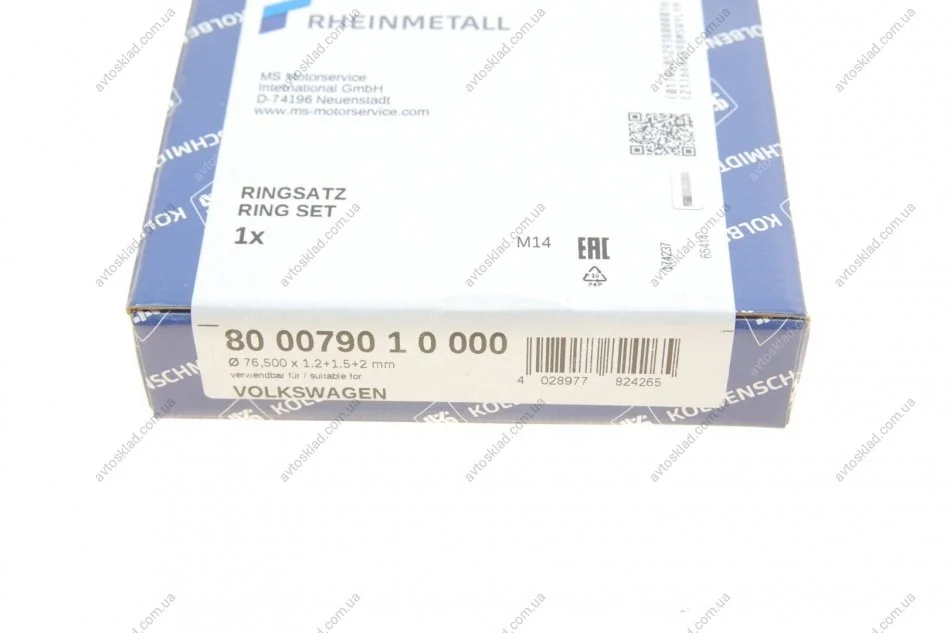 RHEINMETALL
MS Motorservice
International GmbH
D-74196 Neuenstadt
www.ms-motorservice.com
RINGSATZ
RING SET
1x
M14
EAC
PAP
174237
80 00790 1 0 000
Ø 76,500 x 1.2+1.5+2 mm
verwendbar für / suitable for
VOLKSWAGEN
4 028977 824265
KOLBENSCHMIDT
avtosklad.com.ua